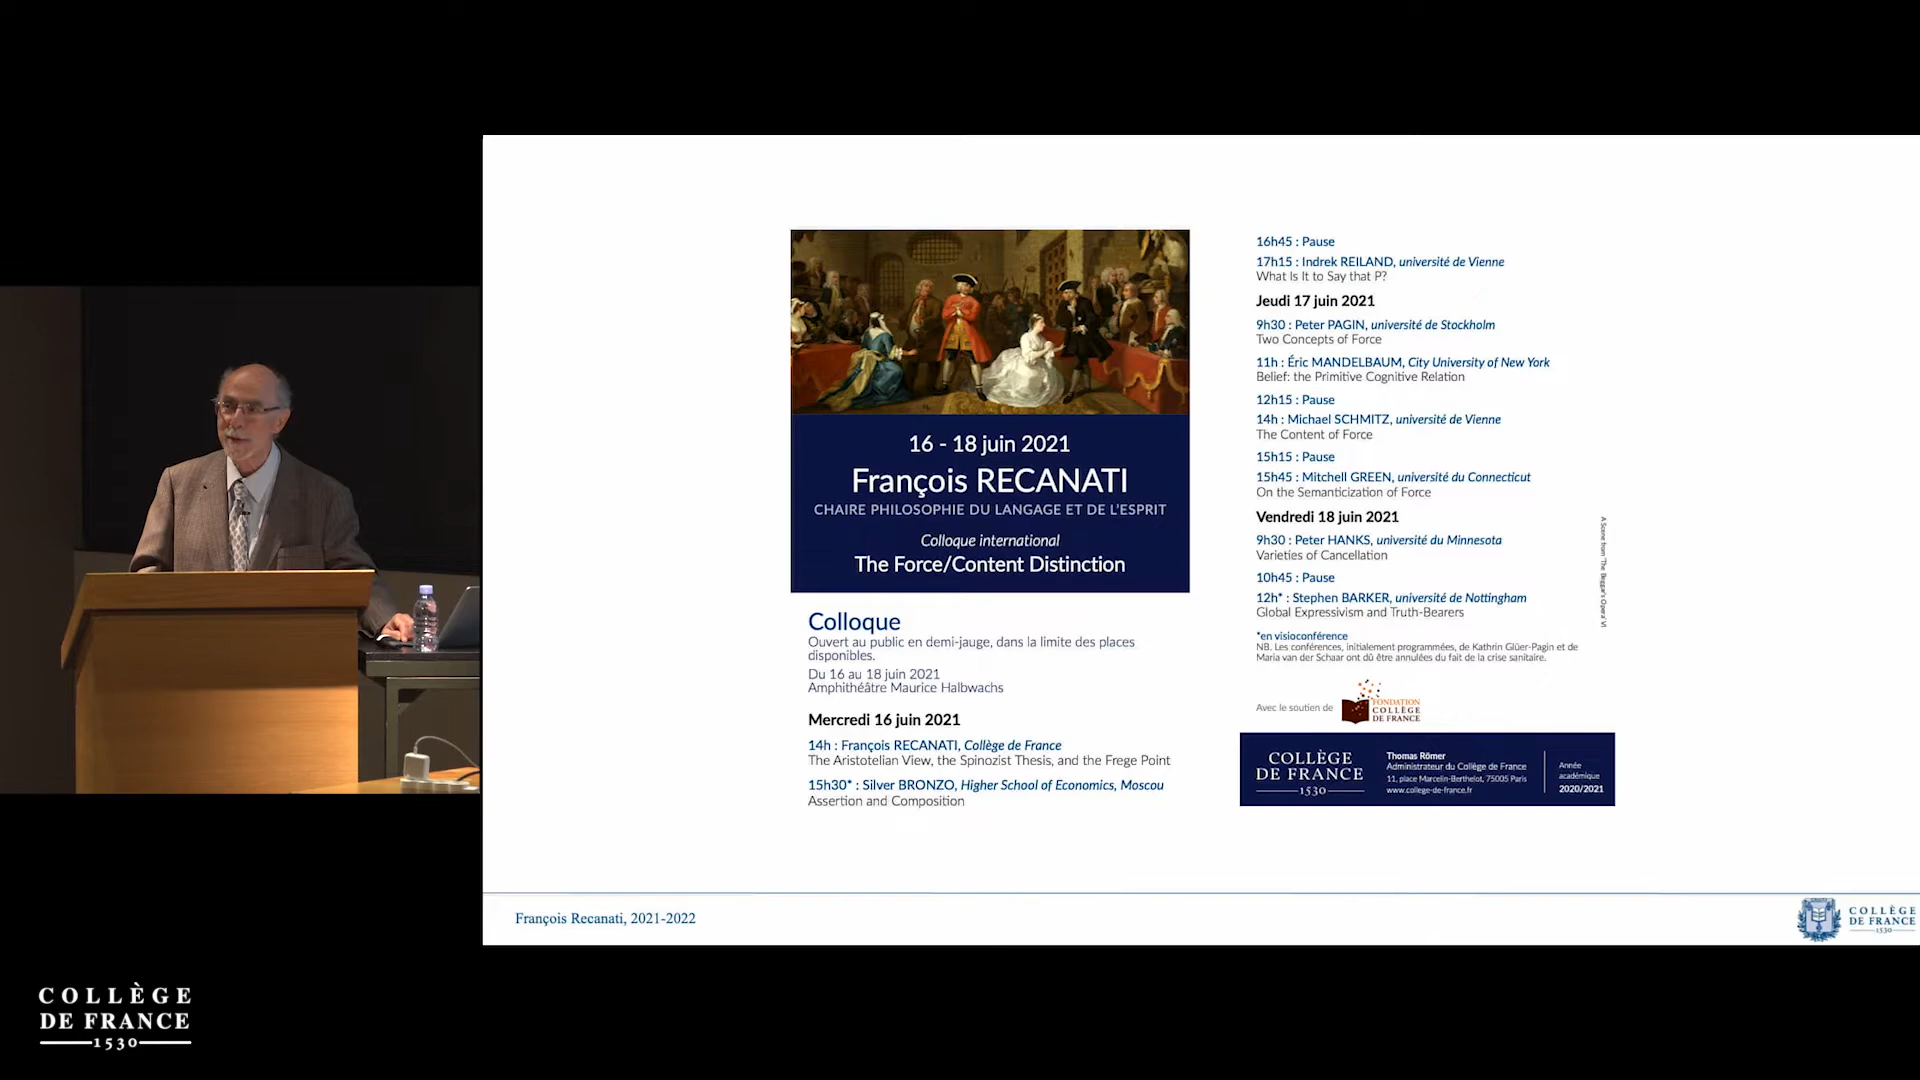 16 - 18 juin 2021
François RECANATI
CHAIRE PHILOSOPHIE DU LANGAGE ET DE L'ESPRIT
Colloque international
The Force/Content Distinction
Colloque
Ouvert au public en demi-jauge, dans la limite des places
disponibles.
Du 16 au 18 juin 2021
Amphithéâtre Maurice Halbwachs
Mercredi 16 juin 2021
14h : François RECANATI, Collège de France
The Aristotelian View, the Spinozist Thesis, and the Frege Point
15h30* : Silver BRONZO, Higher School of Economics, Moscou
Assertion and Composition
16h45 : Pause
17h15 : Indrek REILAND, université de Vienne
What Is It to Say that P?
Jeudi 17 juin 2021
9h30 : Peter PAGIN, université de Stockholm
Two Concepts of Force
11h : Éric MANDELBAUM, City University of New York
Belief: the Primitive Cognitive Relation
12h15 : Pause
14h : Michael SCHMITZ, université de Vienne
The Content of Force
15h15 : Pause
15h45 : Mitchell GREEN, université du Connecticut
On the Semanticization of Force
Vendredi 18 juin 2021
9h30 : Peter HANKS, université du Minnesota
Varieties of Cancellation
10h45 : Pause
12h* : Stephen BARKER, université de Nottingham
Global Expressivism and Truth-Bearers
*en visioconférence
NB. Les conférences, initialement programmées, de Kathrin Glüer-Pagin et de
Maria van der Schaar ont dû être annulées du fait de la crise sanitaire.
A Scene from 'The Beggar's Opera' VI
Avec le soutien de
FONDATION
COLLÈGE
DE FRANCE
COLLÈGE
DE FRANCE
1530
Thomas Römer
Administrateur du Collège de France
11, place Marcelin-Berthelot, 75005 Paris
www.college-de-france.fr
Année
académique
2020/2021
François Recanati, 2021-2022
COLLÈGE
DE FRANCE
1530
COLLÈGE
DE FRANCE
1530